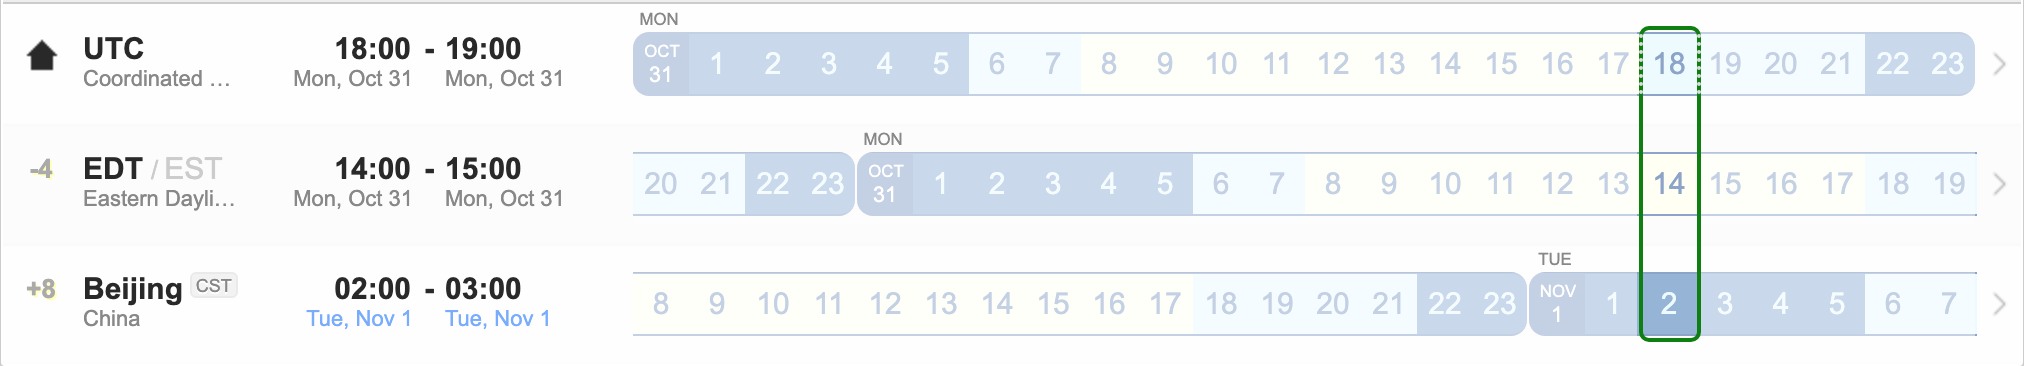 MON
UTC 18:00 - 19:00 OCT 31 1 2 3 4 5 6 7 8 9 10 11 12 13 14 15 16 17 18 19 20 21 22 23
Coordinated ... Mon, Oct 31 Mon, Oct 31
MON
-4 EDT / EST 14:00 - 15:00 20 21 22 23 OCT 31 1 2 3 4 5 6 7 8 9 10 11 12 13 14 15 16 17 18 19
Eastern Dayli... Mon, Oct 31 Mon, Oct 31
TUE
+8 Beijing CST 02:00 - 03:00 8 9 10 11 12 13 14 15 16 17 18 19 20 21 22 23 NOV 1 1 2 3 4 5 6 7
China Tue, Nov 1 Tue, Nov 1